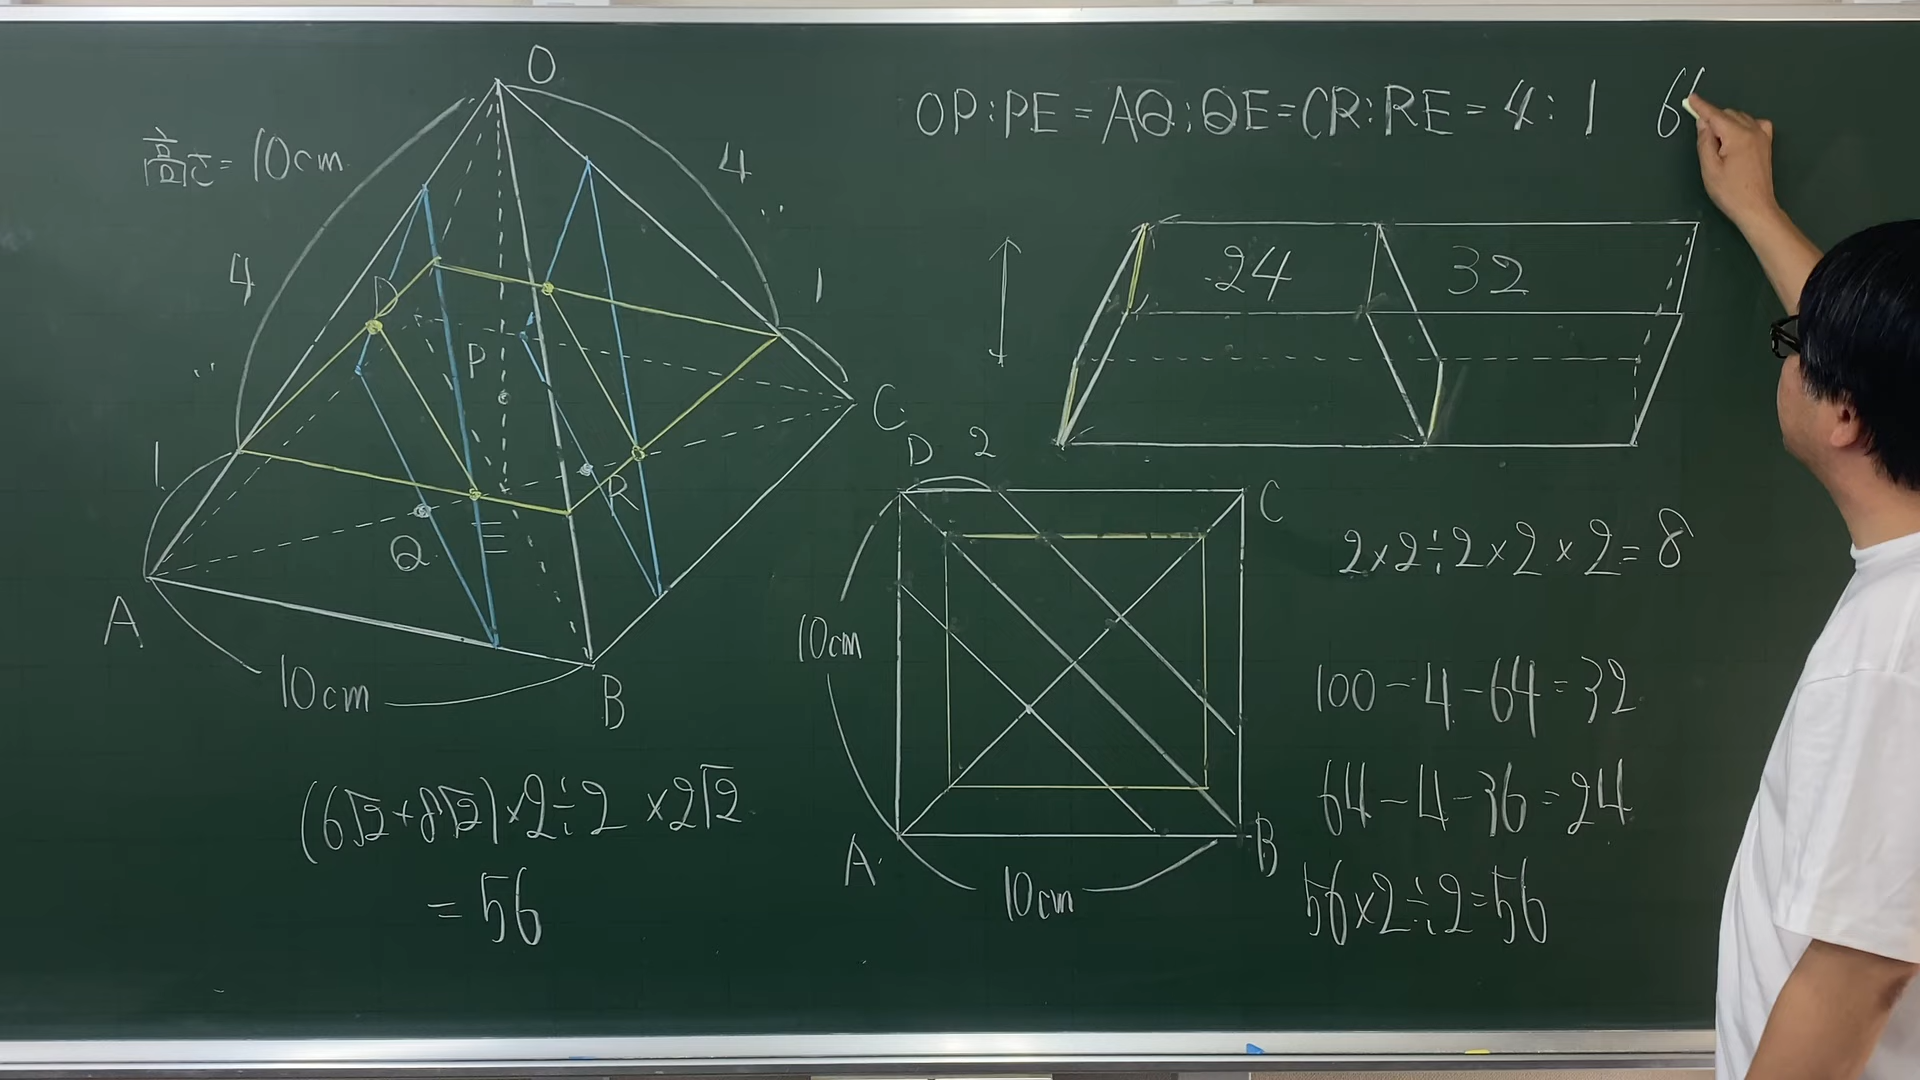 O
高さ=10cm
4
4
1
D
P
C
1
R
Q
E
A
10cm
B
(6√2+8√2)×2÷2×2√2
=56
OP:PE=AQ:QE=CR:RE=4:1
24 32
D 2
C
10cm
A
B
10cm
2×2÷2×2×2=8
100-4-64=32
64-4-36=24
56×2÷2=56